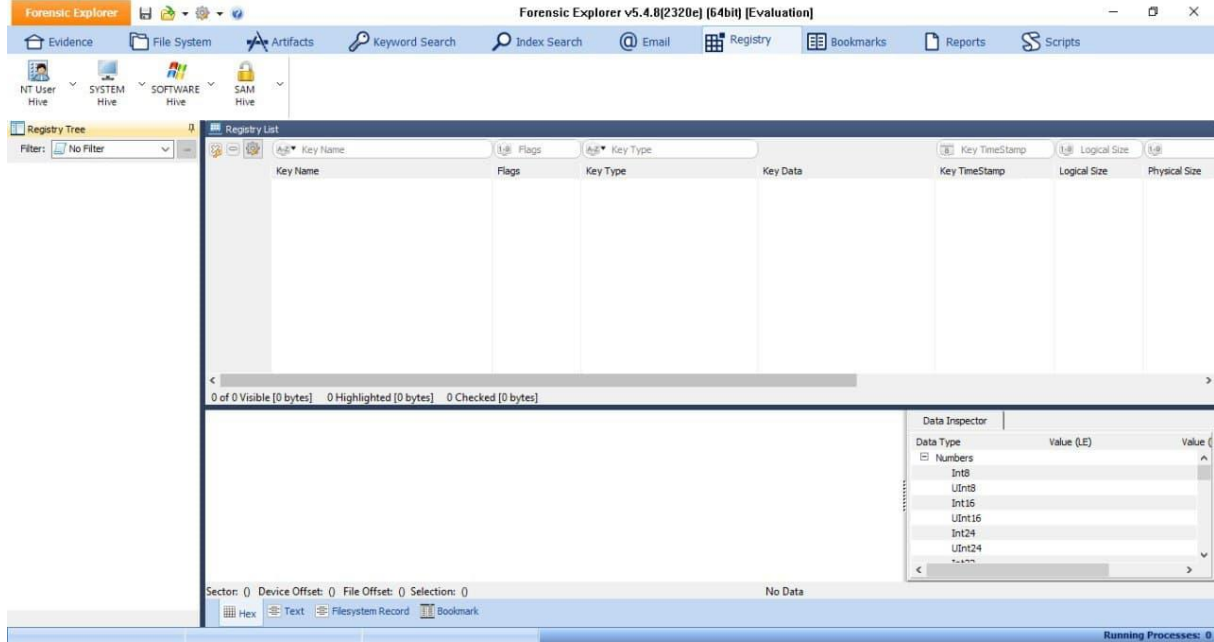 Forensic Explorer
Forensic Explorer v5.4.8(2320e) (64bit) [Evaluation]
Evidence File System Artifacts Keyword Search Index Search Email Registry Bookmarks Reports Scripts
NT User Hive
SYSTEM Hive
SOFTWARE Hive
SAM Hive
Registry Tree
Filter: No Filter
Registry List
Key Name Flags Key Type Key TimeStamp Logical Size
Key Name Flags Key Type Key Data Key TimeStamp Logical Size Physical Size
0 of 0 Visible [0 bytes] 0 Highlighted [0 bytes] 0 Checked [0 bytes]
Data Inspector
Data Type Value (LE) Value (
Numbers
Int8
UInt8
Int16
UInt16
Int24
UInt24
Sector: () Device Offset: () File Offset: () Selection: () No Data
Hex Text Filesystem Record Bookmark
Running Processes: 0